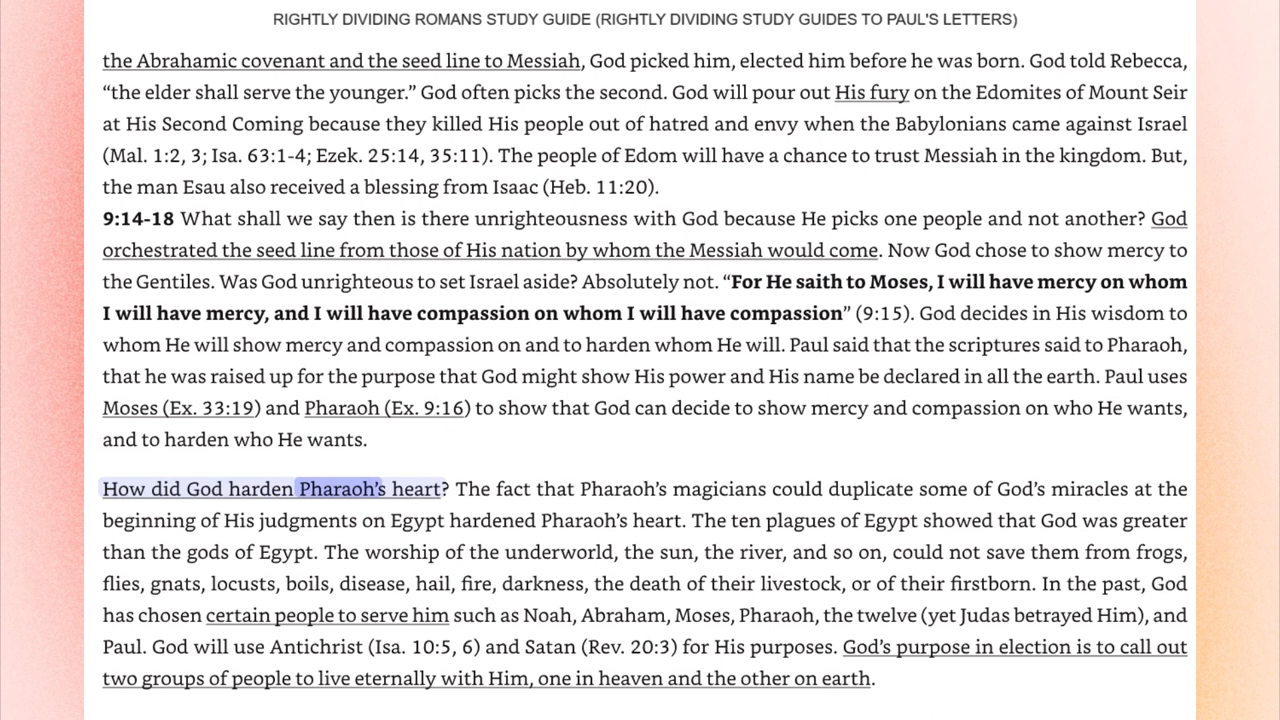 RIGHTLY DIVIDING ROMANS STUDY GUIDE (RIGHTLY DIVIDING STUDY GUIDES TO PAUL'S LETTERS)
the Abrahamic covenant and the seed line to Messiah, God picked him, elected him before he was born. God told Rebecca,
“the elder shall serve the younger.” God often picks the second. God will pour out His fury on the Edomites of Mount Seir
at His Second Coming because they killed His people out of hatred and envy when the Babylonians came against Israel
(Mal. 1:2, 3; Isa. 63:1-4; Ezek. 25:14, 35:11). The people of Edom will have a chance to trust Messiah in the kingdom. But,
the man Esau also received a blessing from Isaac (Heb. 11:20).
9:14-18 What shall we say then is there unrighteousness with God because He picks one people and not another? God
orchestrated the seed line from those of His nation by whom the Messiah would come. Now God chose to show mercy to
the Gentiles. Was God unrighteous to set Israel aside? Absolutely not. “For He saith to Moses, I will have mercy on whom
I will have mercy, and I will have compassion on whom I will have compassion” (9:15). God decides in His wisdom to
whom He will show mercy and compassion on and to harden whom He will. Paul said that the scriptures said to Pharaoh,
that he was raised up for the purpose that God might show His power and His name be declared in all the earth. Paul uses
Moses (Ex. 33:19) and Pharaoh (Ex. 9:16) to show that God can decide to show mercy and compassion on who He wants,
and to harden who He wants.
How did God harden Pharaoh’s heart? The fact that Pharaoh’s magicians could duplicate some of God’s miracles at the
beginning of His judgments on Egypt hardened Pharaoh’s heart. The ten plagues of Egypt showed that God was greater
than the gods of Egypt. The worship of the underworld, the sun, the river, and so on, could not save them from frogs,
flies, gnats, locusts, boils, disease, hail, fire, darkness, the death of their livestock, or of their firstborn. In the past, God
has chosen certain people to serve him such as Noah, Abraham, Moses, Pharaoh, the twelve (yet Judas betrayed Him), and
Paul. God will use Antichrist (Isa. 10:5, 6) and Satan (Rev. 20:3) for His purposes. God’s purpose in election is to call out
two groups of people to live eternally with Him, one in heaven and the other on earth.